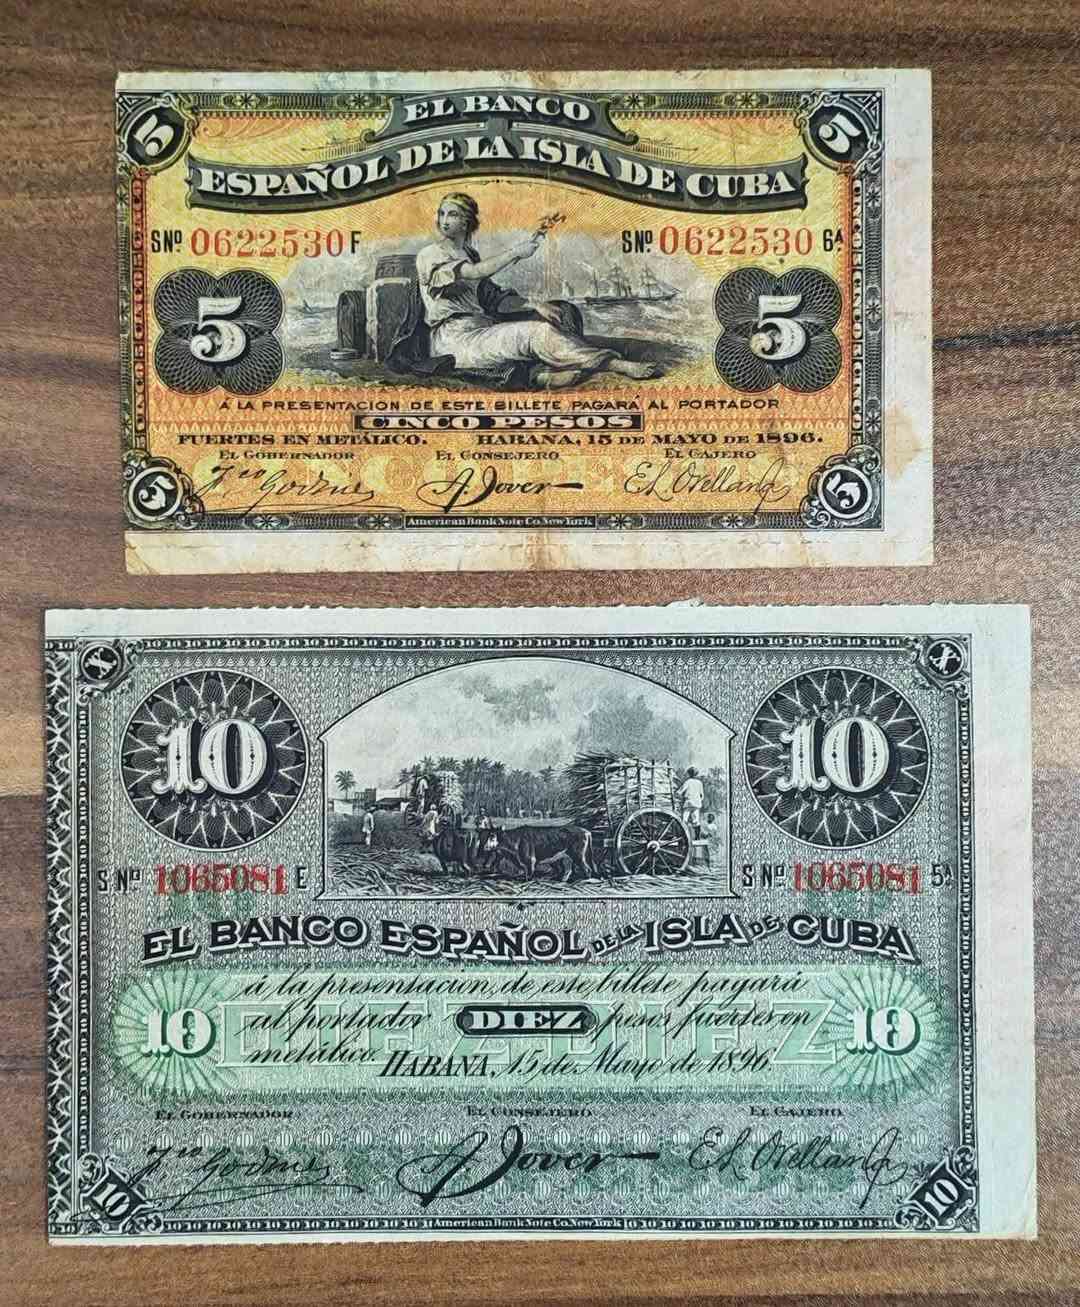 5 5
EL BANCO
ESPAÑOL DE LA ISLA DE CUBA
SNº 0622530 F SNº 0622530 6A
5 5
Á LA PRESENTACION DE ESTE BILLETE PAGARÁ AL PORTADOR
CINCO PESOS
FUERTES EN METÁLICO. HABANA, 15 DE MAYO DE 1896.
EL GOBERNADOR EL CONSEJERO EL CAJERO
A. Jover
5 5
American Bank Note Co. New York
X X
10 10
S Nº 1065081 E S Nº 1065081 5A
EL BANCO ESPAÑOL DE LA ISLA DE CUBA
á la presentacion, de este billete pagará
10 al portador DIEZ pesos fuertes en 10
DIEZ DIEZ
metálico. HABANA, 15 de Mayo de 1896.
EL GOBERNADOR EL CONSEJERO EL CAJERO
A. Jover
10 10
American Bank Note Co. New York